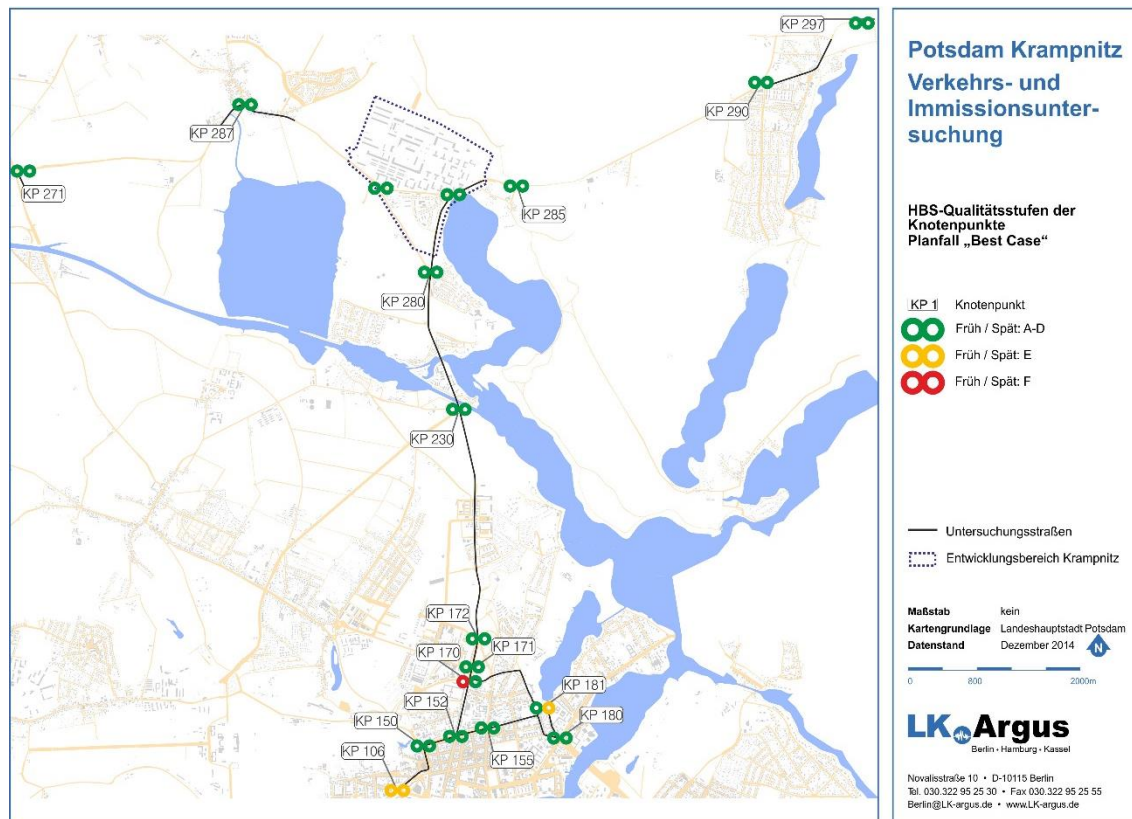 KP 297
KP 290
KP 287
KP 271
KP 285
KP 280
KP 230
KP 172
KP 171
KP 170
KP 181
KP 152
KP 150
KP 180
KP 155
KP 106
Potsdam Krampnitz
Verkehrs- und
Immissionsunter-
suchung
HBS-Qualitätsstufen der
Knotenpunkte
Planfall „Best Case“
KP 1 Knotenpunkt
Früh / Spät: A-D
Früh / Spät: E
Früh / Spät: F
Untersuchungsstraßen
Entwicklungsbereich Krampnitz
Maßstab kein
Kartengrundlage Landeshauptstadt Potsdam
Datenstand Dezember 2014
N
0 800 2000m
LK Argus
Berlin • Hamburg • Kassel
Novalisstraße 10 • D-10115 Berlin
Tel. 030.322 95 25 30 • Fax 030.322 95 25 55
Berlin@LK-argus.de • www.LK-argus.de